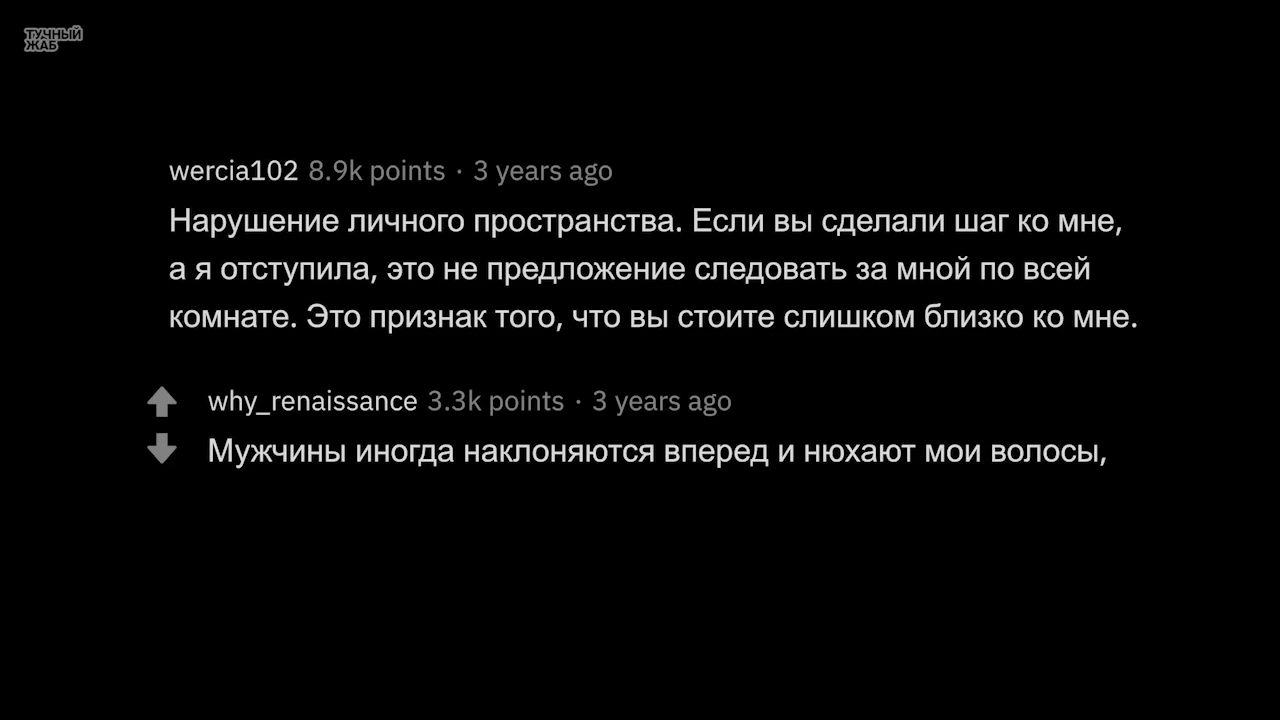 ТУЧНЫЙ
ЖАБ
wercia102 8.9k points · 3 years ago
Нарушение личного пространства. Если вы сделали шаг ко мне,
а я отступила, это не предложение следовать за мной по всей
комнате. Это признак того, что вы стоите слишком близко ко мне.
why_renaissance 3.3k points · 3 years ago
Мужчины иногда наклоняются вперед и нюхают мои волосы,